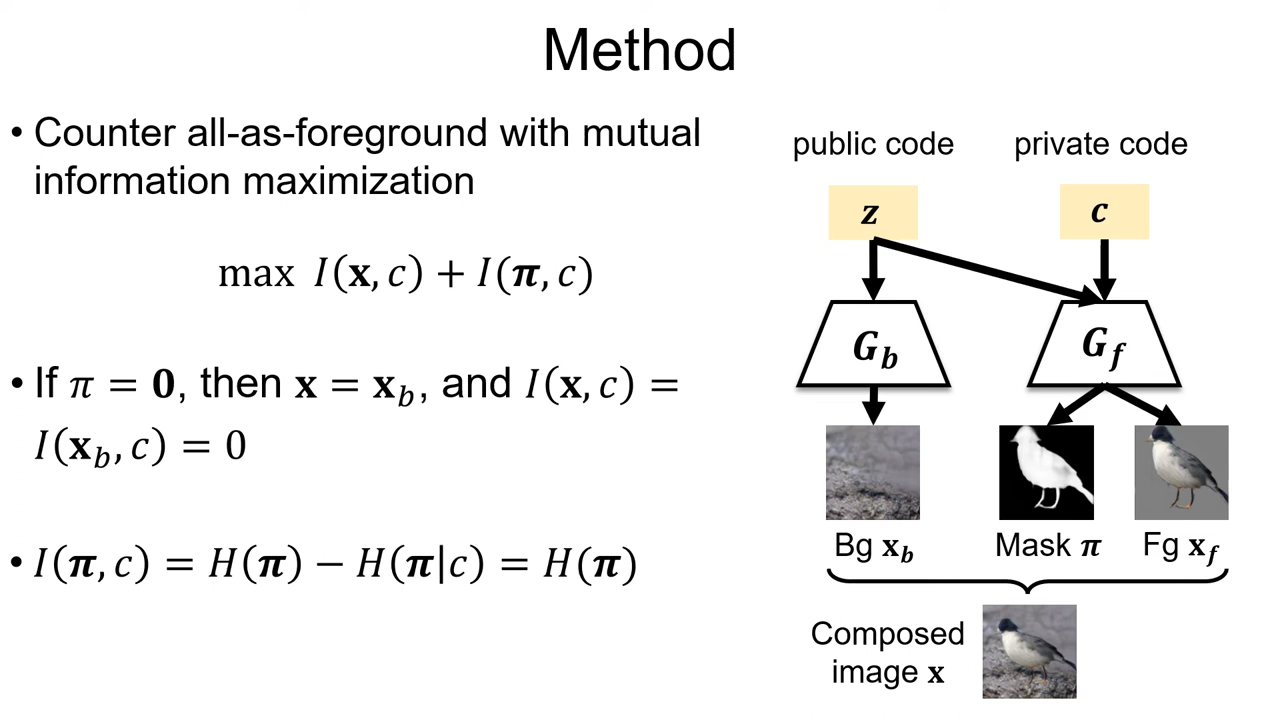 Method
• Counter all-as-foreground with mutual
information maximization
max I(𝐱, c) + I(𝝅, c)
• If π = 𝟎, then 𝐱 = 𝐱_b, and I(𝐱, c) =
I(𝐱_b, c) = 0
• I(𝝅, c) = H(𝝅) − H(𝝅|c) = H(𝝅)
public code
private code
𝒛
𝒄
𝑮_𝒃
𝑮_𝒇
Bg 𝐱_𝒃
Mask 𝝅
Fg 𝐱_𝒇
Composed
image 𝐱